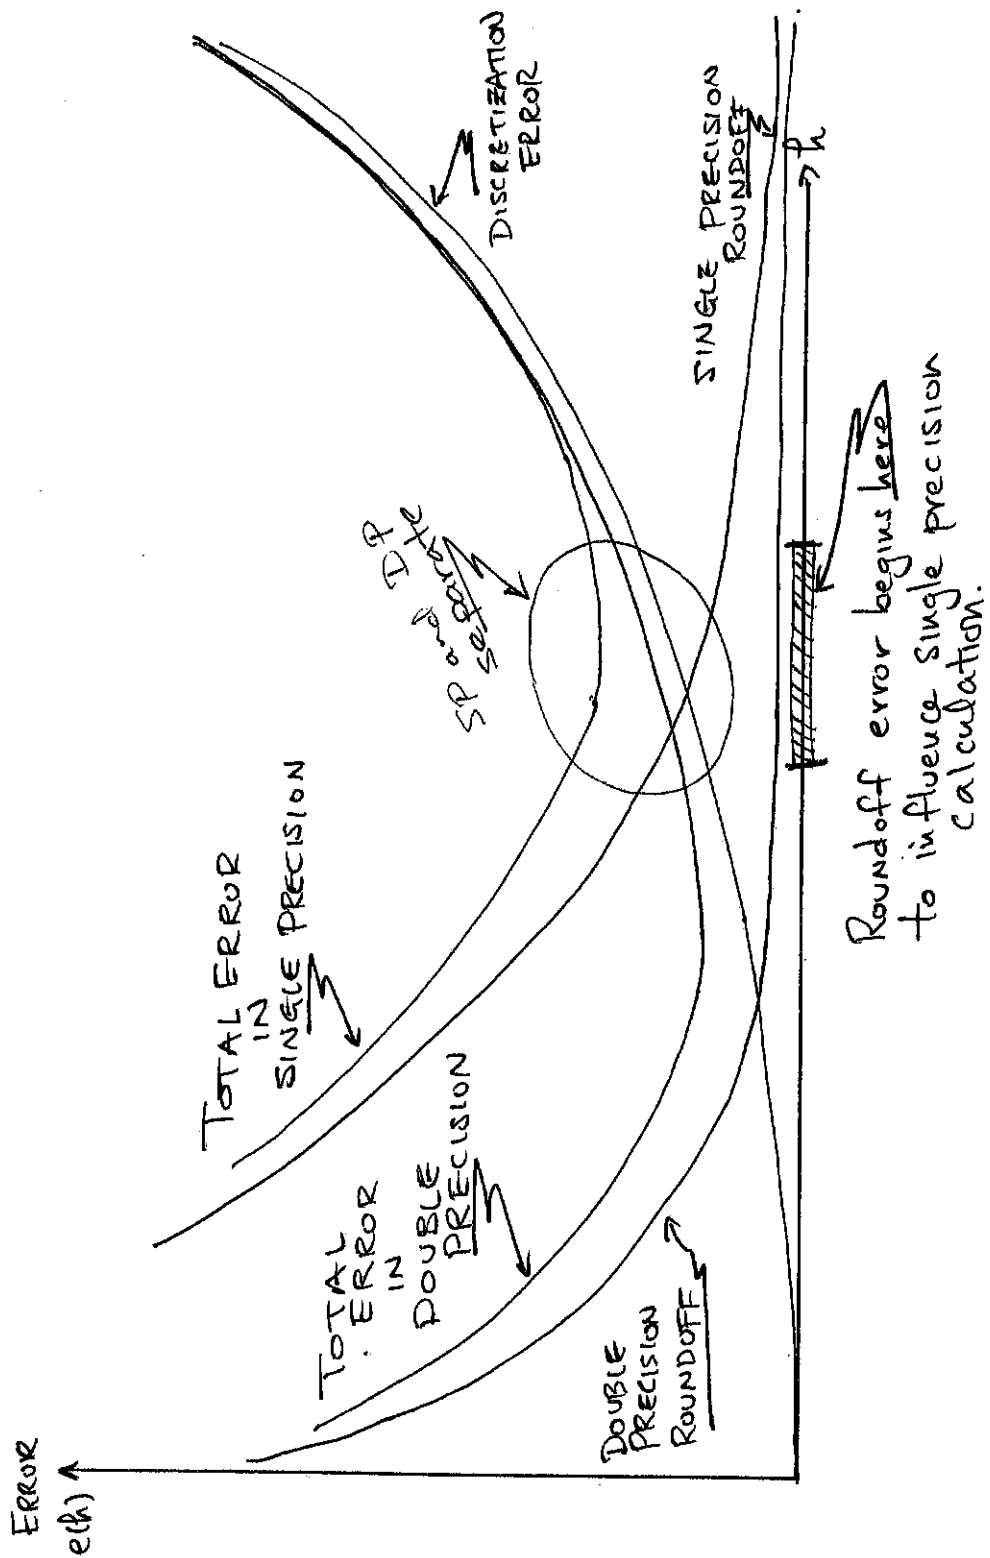 ERROR
e(h)
TOTAL
ERROR
IN
DOUBLE
PRECISION
DOUBLE
PRECISION
ROUNDOFF
TOTAL ERROR
IN
SINGLE PRECISION
SP and DP
separate
DISCRETIZATION
ERROR
SINGLE PRECISION
ROUNDOFF
h
Roundoff error begins here
to influence single precision
calculation.